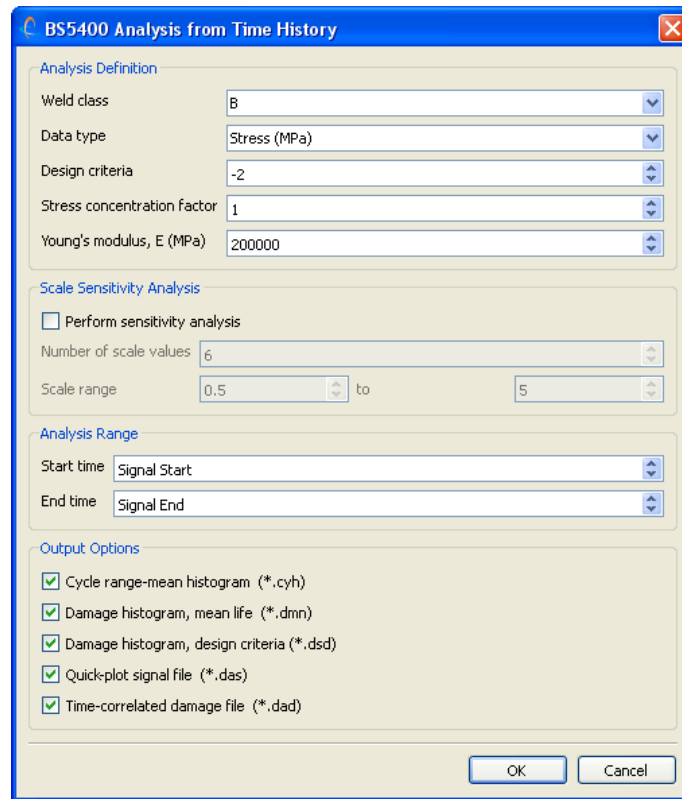 BS5400 Analysis from Time History
Analysis Definition
Weld class B
Data type Stress (MPa)
Design criteria -2
Stress concentration factor 1
Young's modulus, E (MPa) 200000
Scale Sensitivity Analysis
Perform sensitivity analysis
Number of scale values 6
Scale range 0.5 to 5
Analysis Range
Start time Signal Start
End time Signal End
Output Options
Cycle range-mean histogram (*.cyh)
Damage histogram, mean life (*.dmn)
Damage histogram, design criteria (*.dsd)
Quick-plot signal file (*.das)
Time-correlated damage file (*.dad)
OK Cancel